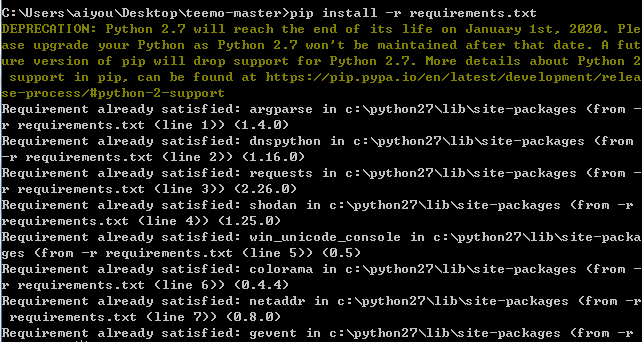 C:\Users\aiyou\Desktop\teemo-master>pip install -r requirements.txt
DEPRECATION: Python 2.7 will reach the end of its life on January 1st, 2020. Ple
ase upgrade your Python as Python 2.7 won't be maintained after that date. A fut
ure version of pip will drop support for Python 2.7. More details about Python 2
 support in pip, can be found at https://pip.pypa.io/en/latest/development/relea
se-process/#python-2-support
Requirement already satisfied: argparse in c:\python27\lib\site-packages (from -
r requirements.txt (line 1)) (1.4.0)
Requirement already satisfied: dnspython in c:\python27\lib\site-packages (from
-r requirements.txt (line 2)) (1.16.0)
Requirement already satisfied: requests in c:\python27\lib\site-packages (from -
r requirements.txt (line 3)) (2.26.0)
Requirement already satisfied: shodan in c:\python27\lib\site-packages (from -r
requirements.txt (line 4)) (1.25.0)
Requirement already satisfied: win_unicode_console in c:\python27\lib\site-packa
ges (from -r requirements.txt (line 5)) (0.5)
Requirement already satisfied: colorama in c:\python27\lib\site-packages (from -
r requirements.txt (line 6)) (0.4.4)
Requirement already satisfied: netaddr in c:\python27\lib\site-packages (from -r
 requirements.txt (line 7)) (0.8.0)
Requirement already satisfied: gevent in c:\python27\lib\site-packages (from -r